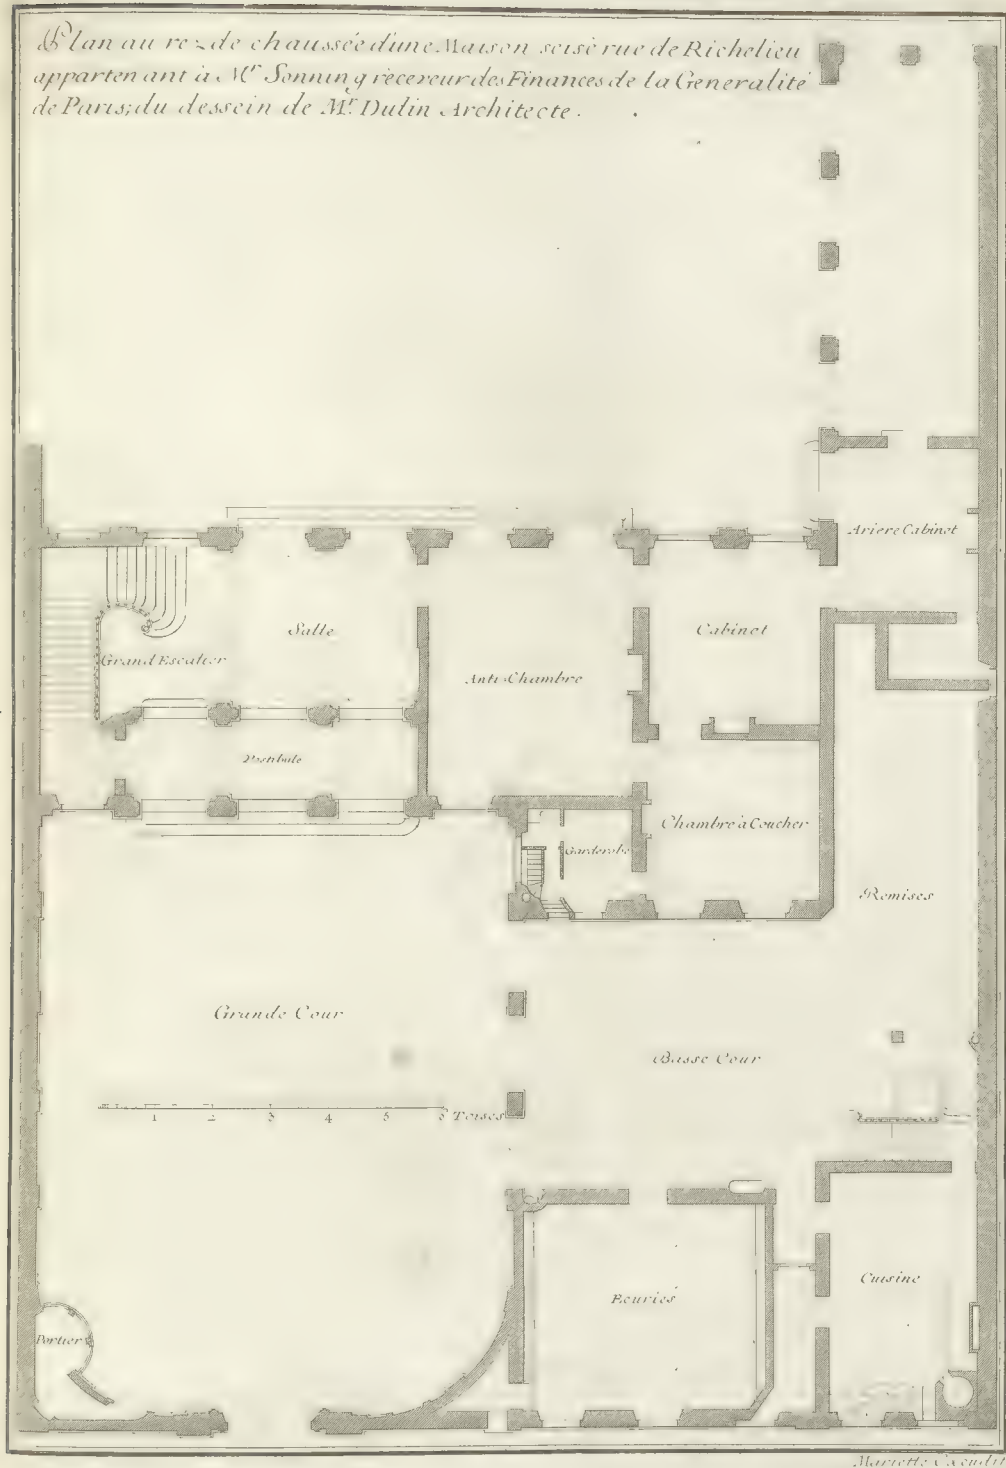 Plan au re=de chaussée d'une Maison scise rue de Richelieu
appartenant à Mr. Sonning receveur des Finances de la Generalité
de Paris; du dessein de Mr. Dulin Architecte.
Ariere Cabinet
Salle
Cabinet
Grand Escalier
Anti-Chambre
Vestibule
Chambre à Coucher
Garderobe
Remises
Grande Cour
Basse Cour
1 2 3 4 5 6 Toises
Cuisine
Ecuries
Portier
Mariette Excudit